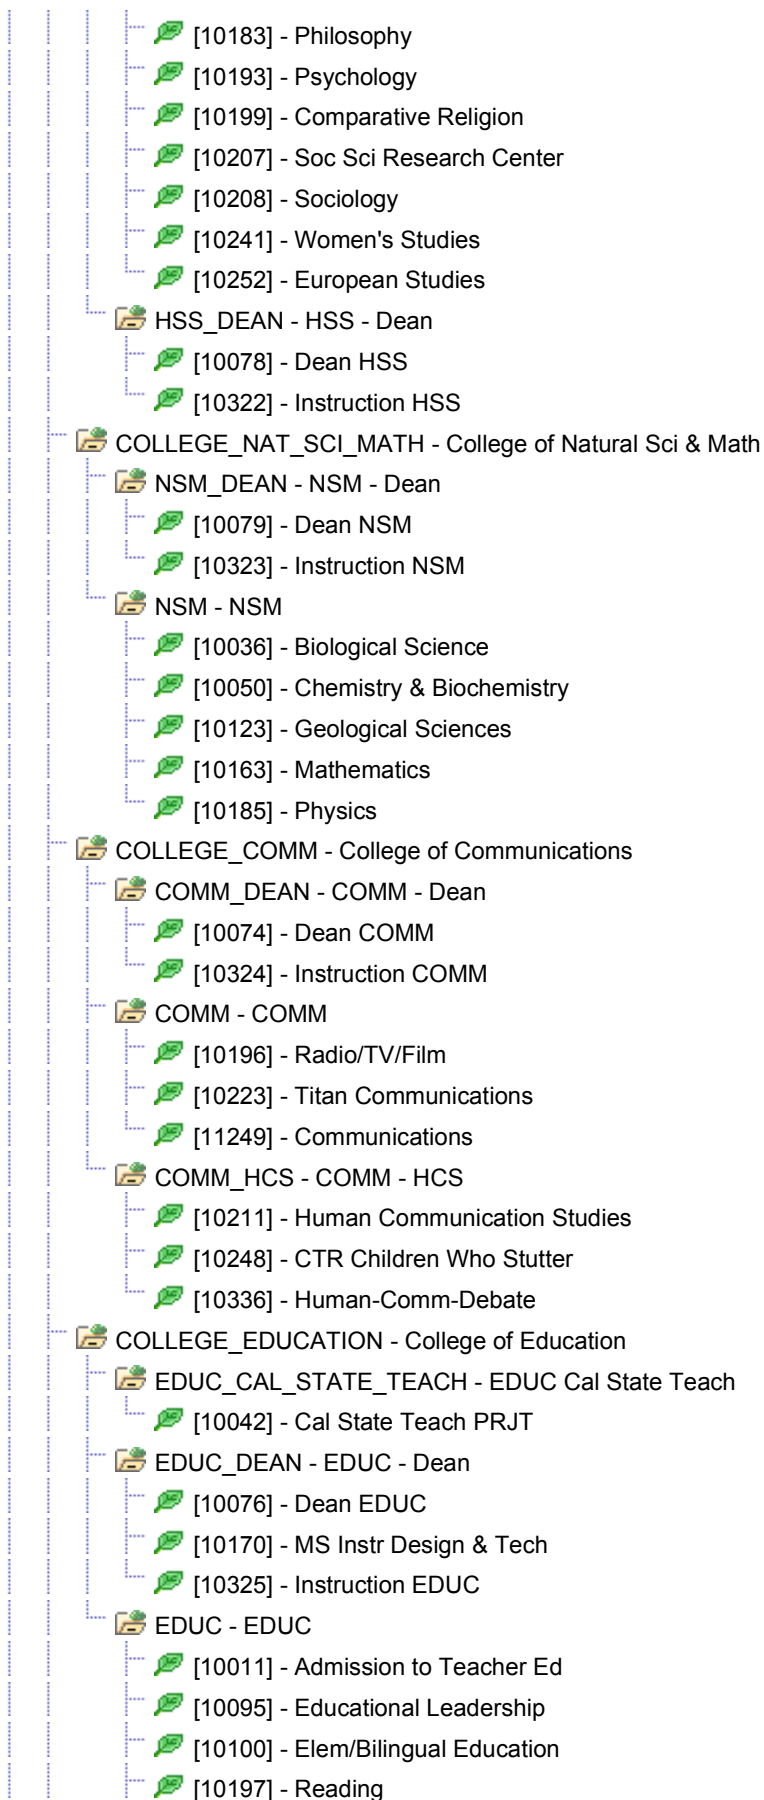 [10183] - Philosophy
[10193] - Psychology
[10199] - Comparative Religion
[10207] - Soc Sci Research Center
[10208] - Sociology
[10241] - Women's Studies
[10252] - European Studies
HSS_DEAN - HSS - Dean
[10078] - Dean HSS
[10322] - Instruction HSS
COLLEGE_NAT_SCI_MATH - College of Natural Sci & Math
NSM_DEAN - NSM - Dean
[10079] - Dean NSM
[10323] - Instruction NSM
NSM - NSM
[10036] - Biological Science
[10050] - Chemistry & Biochemistry
[10123] - Geological Sciences
[10163] - Mathematics
[10185] - Physics
COLLEGE_COMM - College of Communications
COMM_DEAN - COMM - Dean
[10074] - Dean COMM
[10324] - Instruction COMM
COMM - COMM
[10196] - Radio/TV/Film
[10223] - Titan Communications
[11249] - Communications
COMM_HCS - COMM - HCS
[10211] - Human Communication Studies
[10248] - CTR Children Who Stutter
[10336] - Human-Comm-Debate
COLLEGE_EDUCATION - College of Education
EDUC_CAL_STATE_TEACH - EDUC Cal State Teach
[10042] - Cal State Teach PRJT
EDUC_DEAN - EDUC - Dean
[10076] - Dean EDUC
[10170] - MS Instr Design & Tech
[10325] - Instruction EDUC
EDUC - EDUC
[10011] - Admission to Teacher Ed
[10095] - Educational Leadership
[10100] - Elem/Bilingual Education
[10197] - Reading